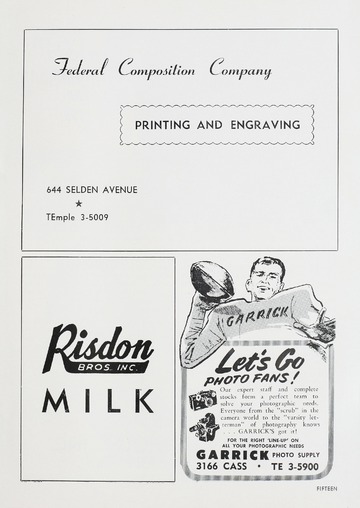 Federal Composition Company
PRINTING AND ENGRAVING
644 SELDEN AVENUE
TEmple 3-5009
Risdon
BROS. INC.
MILK
GARRICK
Let's Go
PHOTO FANS!
Our expert staff and complete
stocks form a perfect team to
solve your photographic needs.
Everyone from the "scrub" in the
camera world to the "varsity let-
terman" of photography knows
. . . GARRICK'S got it!
FOR THE RIGHT "LINE-UP" ON
ALL YOUR PHOTOGRAPHIC NEEDS
GARRICK PHOTO SUPPLY
3166 CASS • TE 3-5900
FIFTEEN